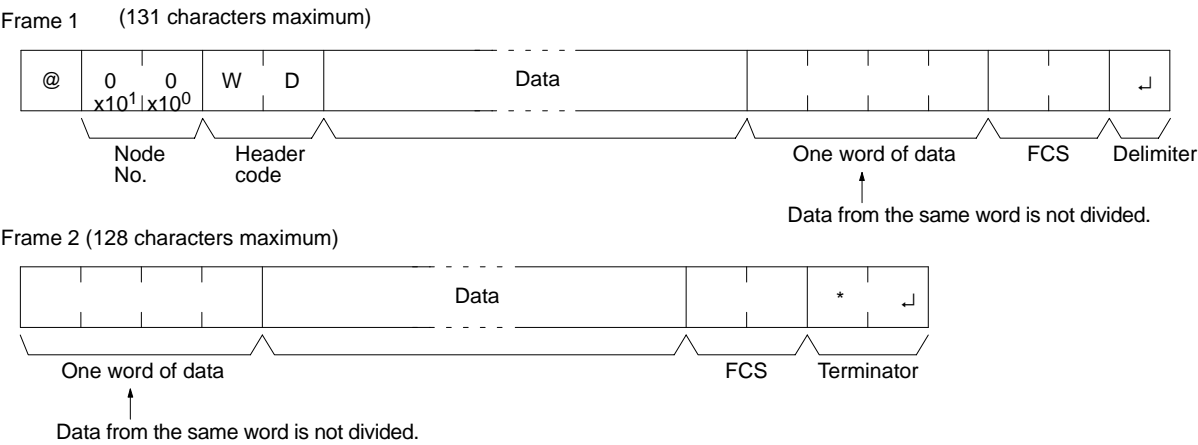 Frame 1 (131 characters maximum)
@ 0 0 W D Data ↵
x10¹ x10⁰
Node No. Header code One word of data FCS Delimiter
Data from the same word is not divided.
Frame 2 (128 characters maximum)
Data * ↵
One word of data FCS Terminator
Data from the same word is not divided.